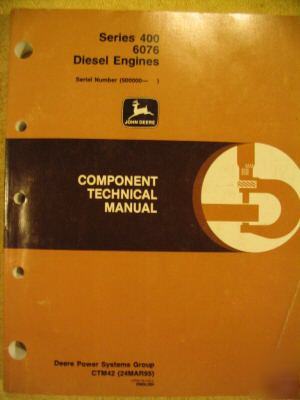 Series 400
6076
Diesel Engines
Serial Number (500000— )
JOHN DEERE
COMPONENT
TECHNICAL
MANUAL
Deere Power Systems Group
CTM42 (24MAR95)
ENGLISH